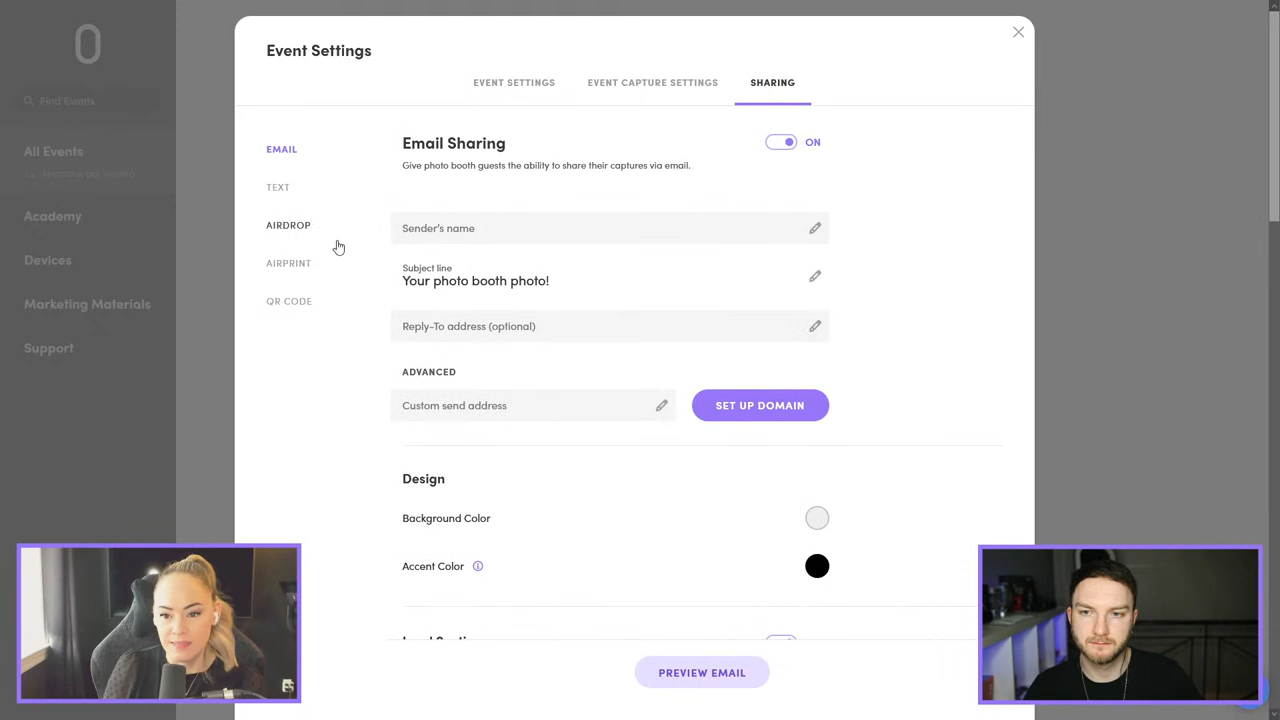 Event Settings
EVENT SETTINGS
EVENT CAPTURE SETTINGS
SHARING
Find Events
All Events
Academy
Devices
Marketing Materials
Support
EMAIL
TEXT
AIRDROP
AIRPRINT
QR CODE
Email Sharing
ON
Give photo booth guests the ability to share their captures via email.
Sender's name
Subject line
Your photo booth photo!
Reply-To address (optional)
ADVANCED
Custom send address
SET UP DOMAIN
Design
Background Color
Accent Color
PREVIEW EMAIL